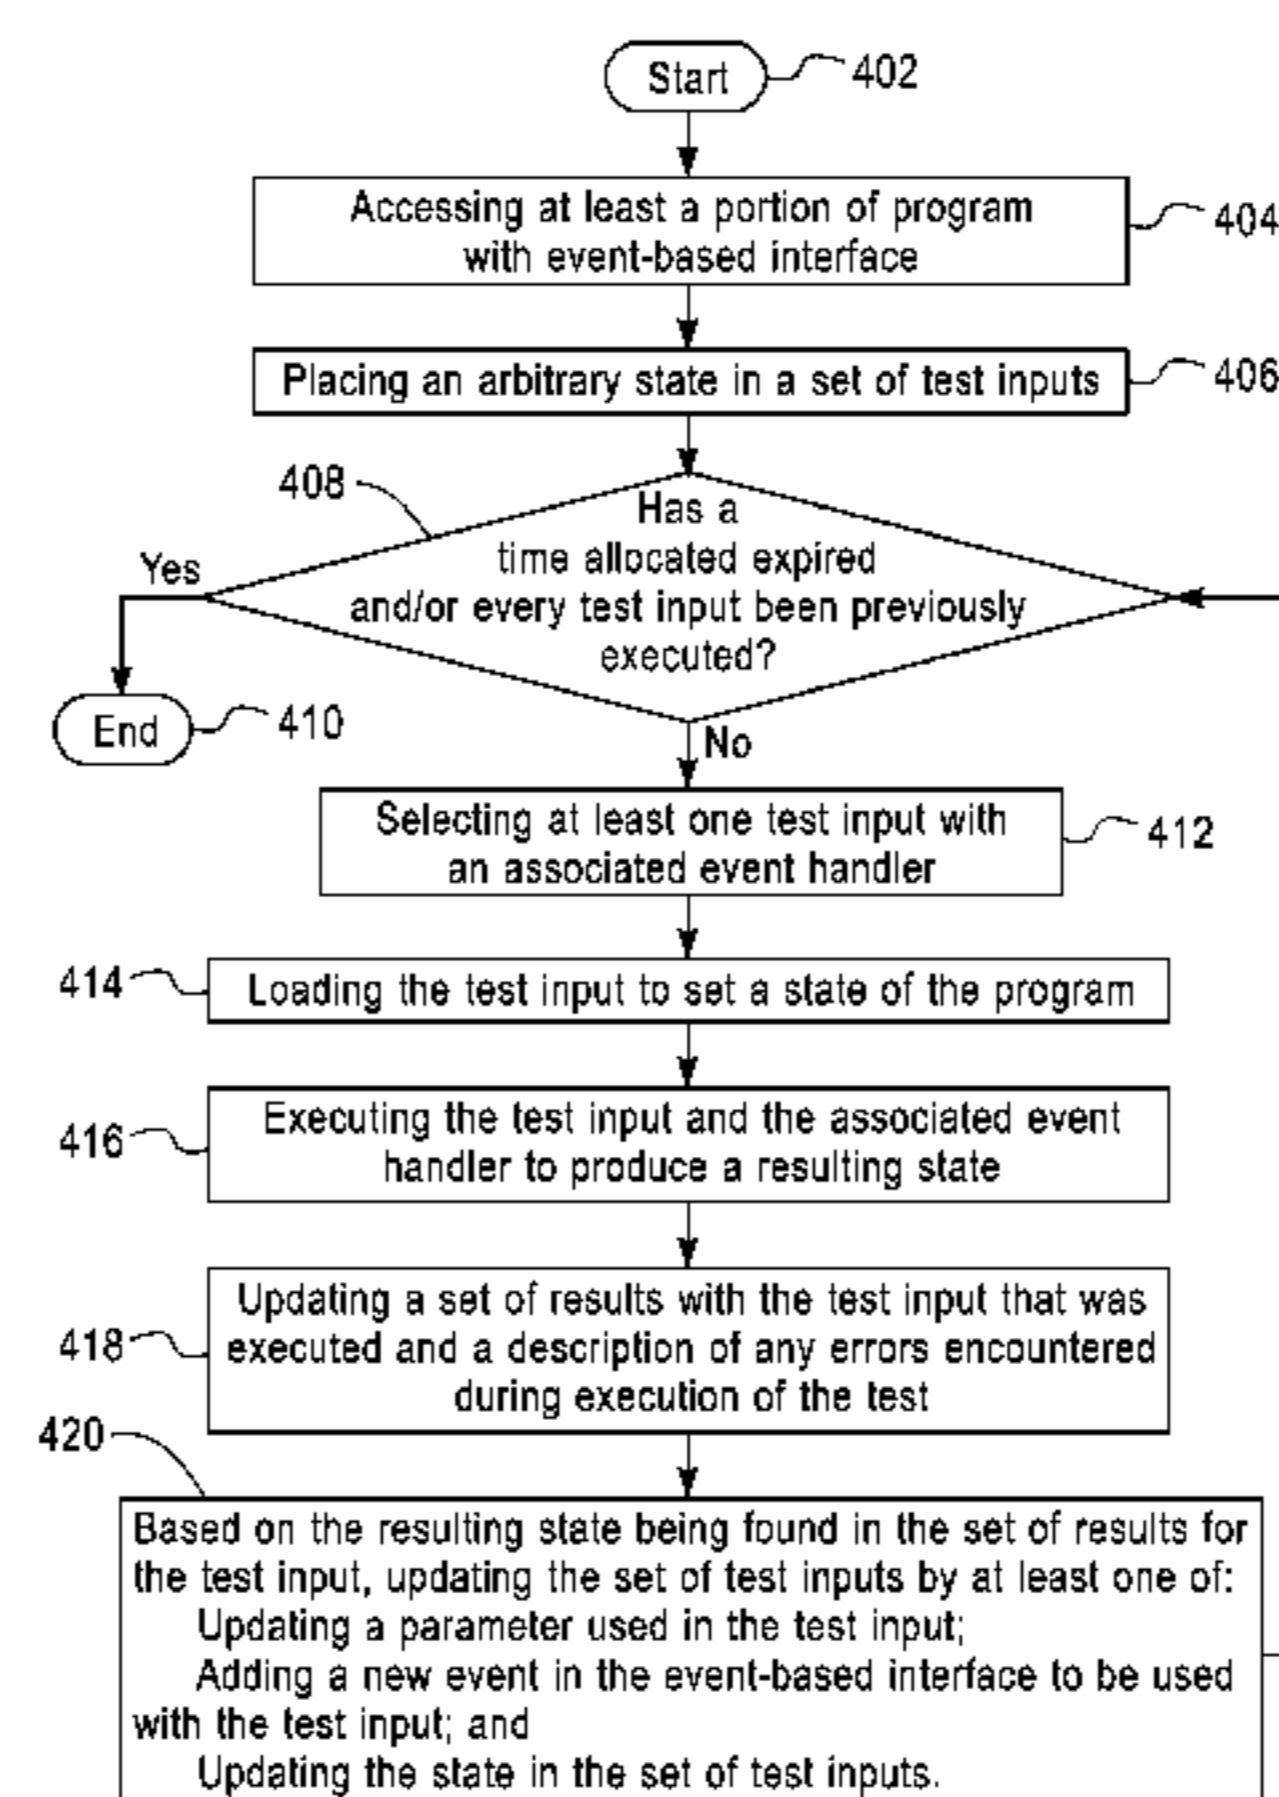 Start
402
Accessing at least a portion of program
with event-based interface
404
Placing an arbitrary state in a set of test inputs
406
408
Has a
time allocated expired
and/or every test input been previously
executed?
Yes
End
410
No
Selecting at least one test input with
an associated event handler
412
414
Loading the test input to set a state of the program
416
Executing the test input and the associated event
handler to produce a resulting state
418
Updating a set of results with the test input that was
executed and a description of any errors encountered
during execution of the test
420
Based on the resulting state being found in the set of results for
the test input, updating the set of test inputs by at least one of:
Updating a parameter used in the test input;
Adding a new event in the event-based interface to be used
with the test input; and
Updating the state in the set of test inputs.